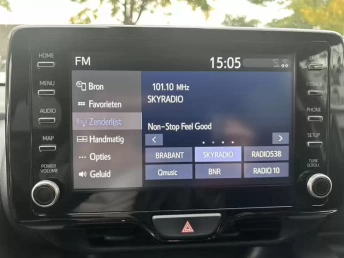 FM
15:05
HOME
MENU
AUDIO
MAP
POWER
VOLUME
Bron
Favorieten
Zenderlijst
Handmatig
Opties
Geluid
101.10 MHz
SKYRADIO
Non-Stop Feel Good
BRABANT
SKYRADIO
RADIO538
Qmusic
BNR
RADIO 10
PHONE
SETUP
TUNE
SCROLL